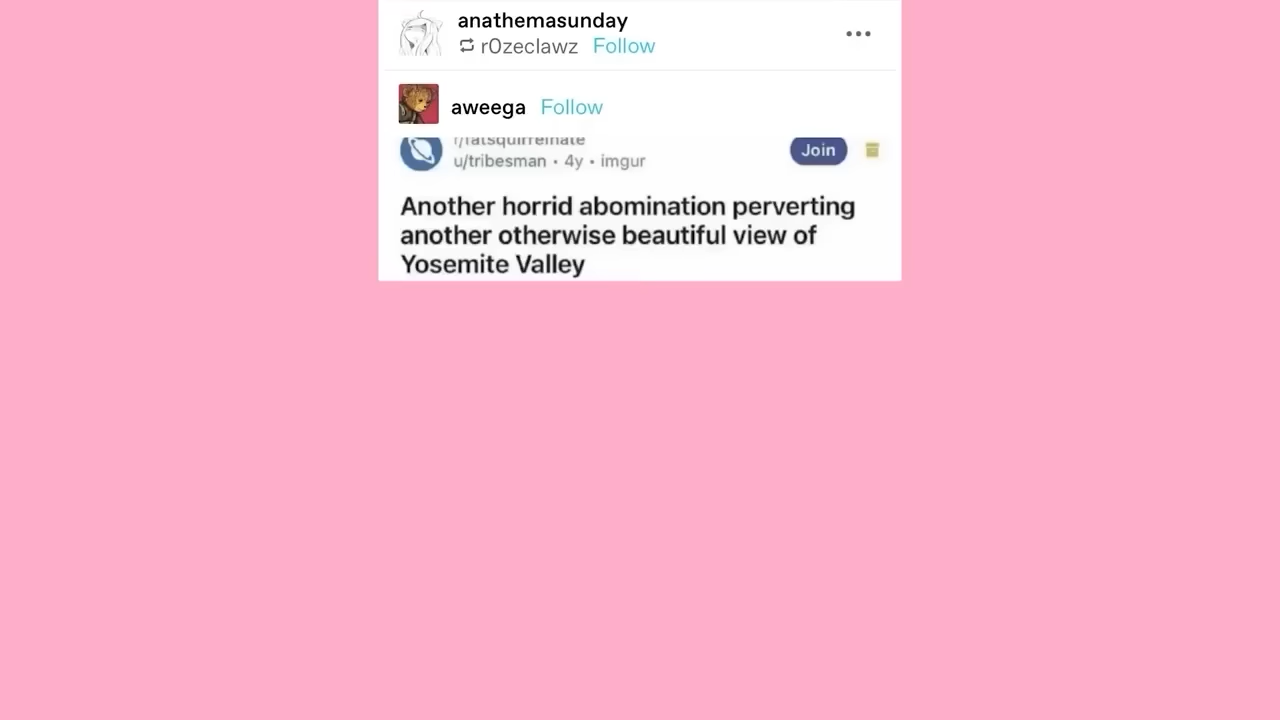 anathemasunday
r0zeclawz Follow
aweega Follow
r/fatsquirrelhate
u/tribesman • 4y • imgur
Join
Another horrid abomination perverting
another otherwise beautiful view of
Yosemite Valley